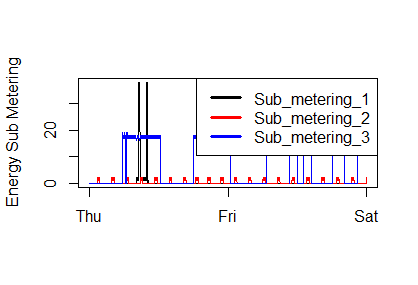 Energy Sub Metering
20
0
Sub_metering_1
Sub_metering_2
Sub_metering_3
Thu Fri Sat